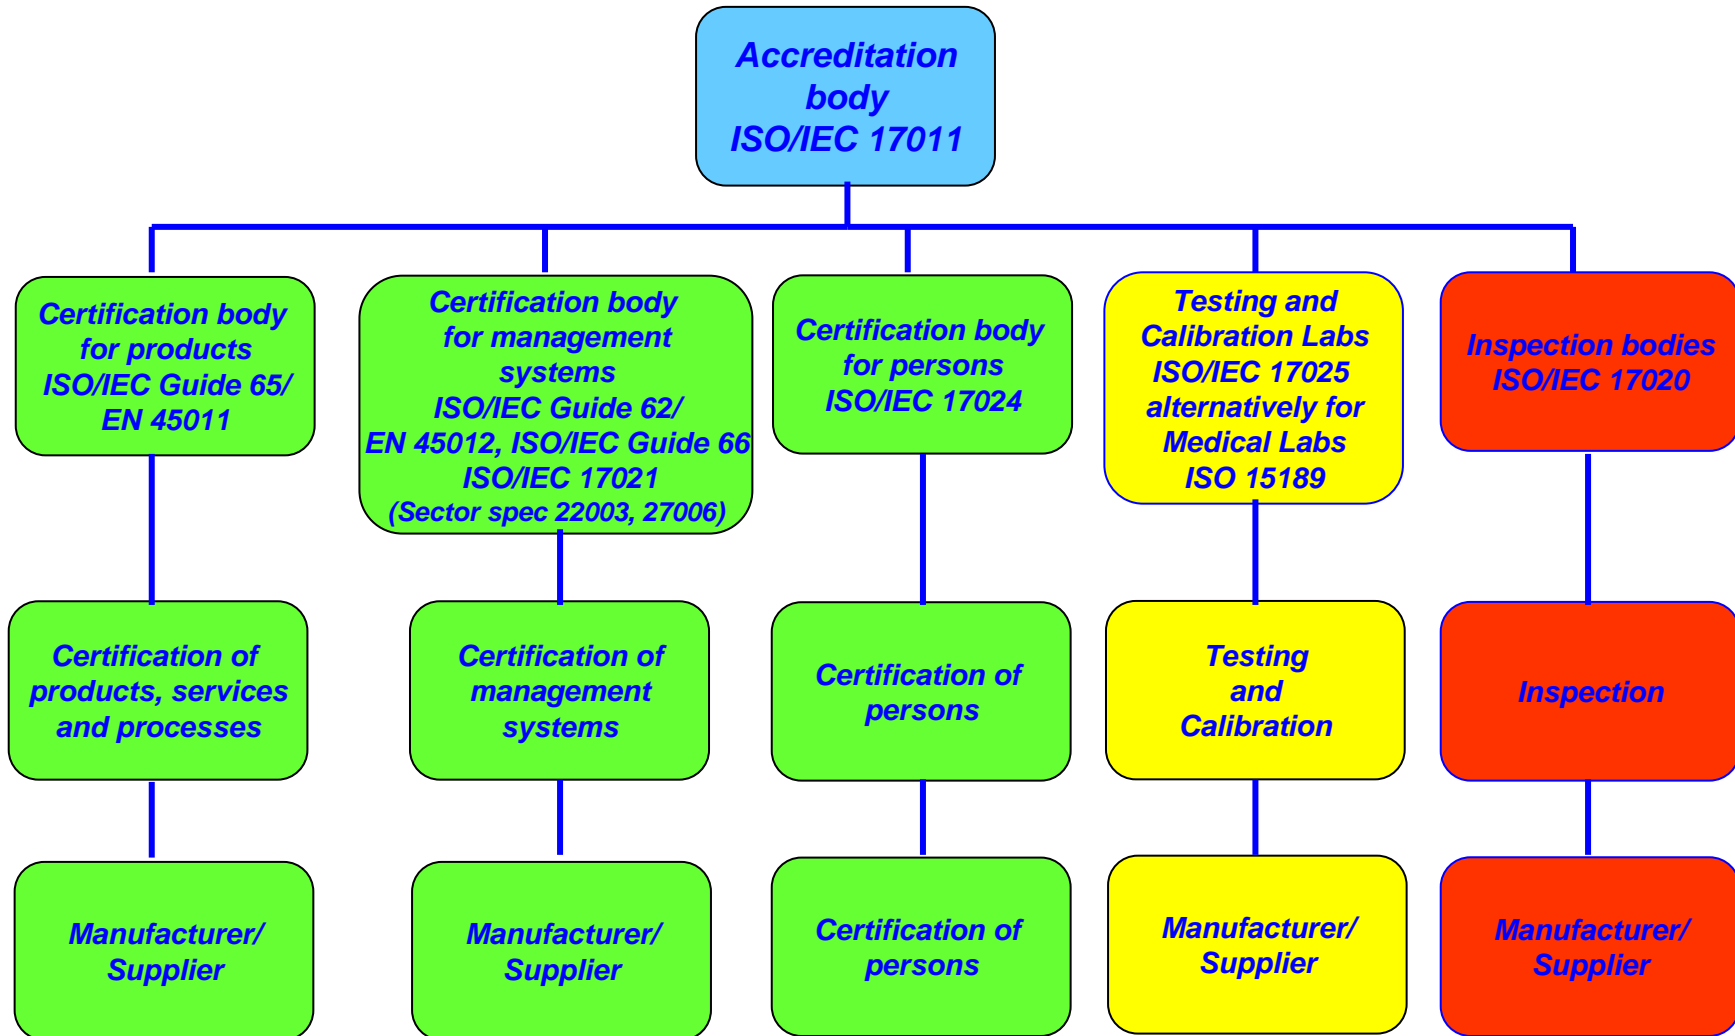 Accreditation
body
ISO/IEC 17011
Certification body
for products
ISO/IEC Guide 65/
EN 45011
Certification body
for management
systems
ISO/IEC Guide 62/
EN 45012, ISO/IEC Guide 66
ISO/IEC 17021
(Sector spec 22003, 27006)
Certification body
for persons
ISO/IEC 17024
Testing and
Calibration Labs
ISO/IEC 17025
alternatively for
Medical Labs
ISO 15189
Inspection bodies
ISO/IEC 17020
Certification of
products, services
and processes
Certification of
management
systems
Certification of
persons
Testing
and
Calibration
Inspection
Manufacturer/
Supplier
Manufacturer/
Supplier
Certification of
persons
Manufacturer/
Supplier
Manufacturer/
Supplier